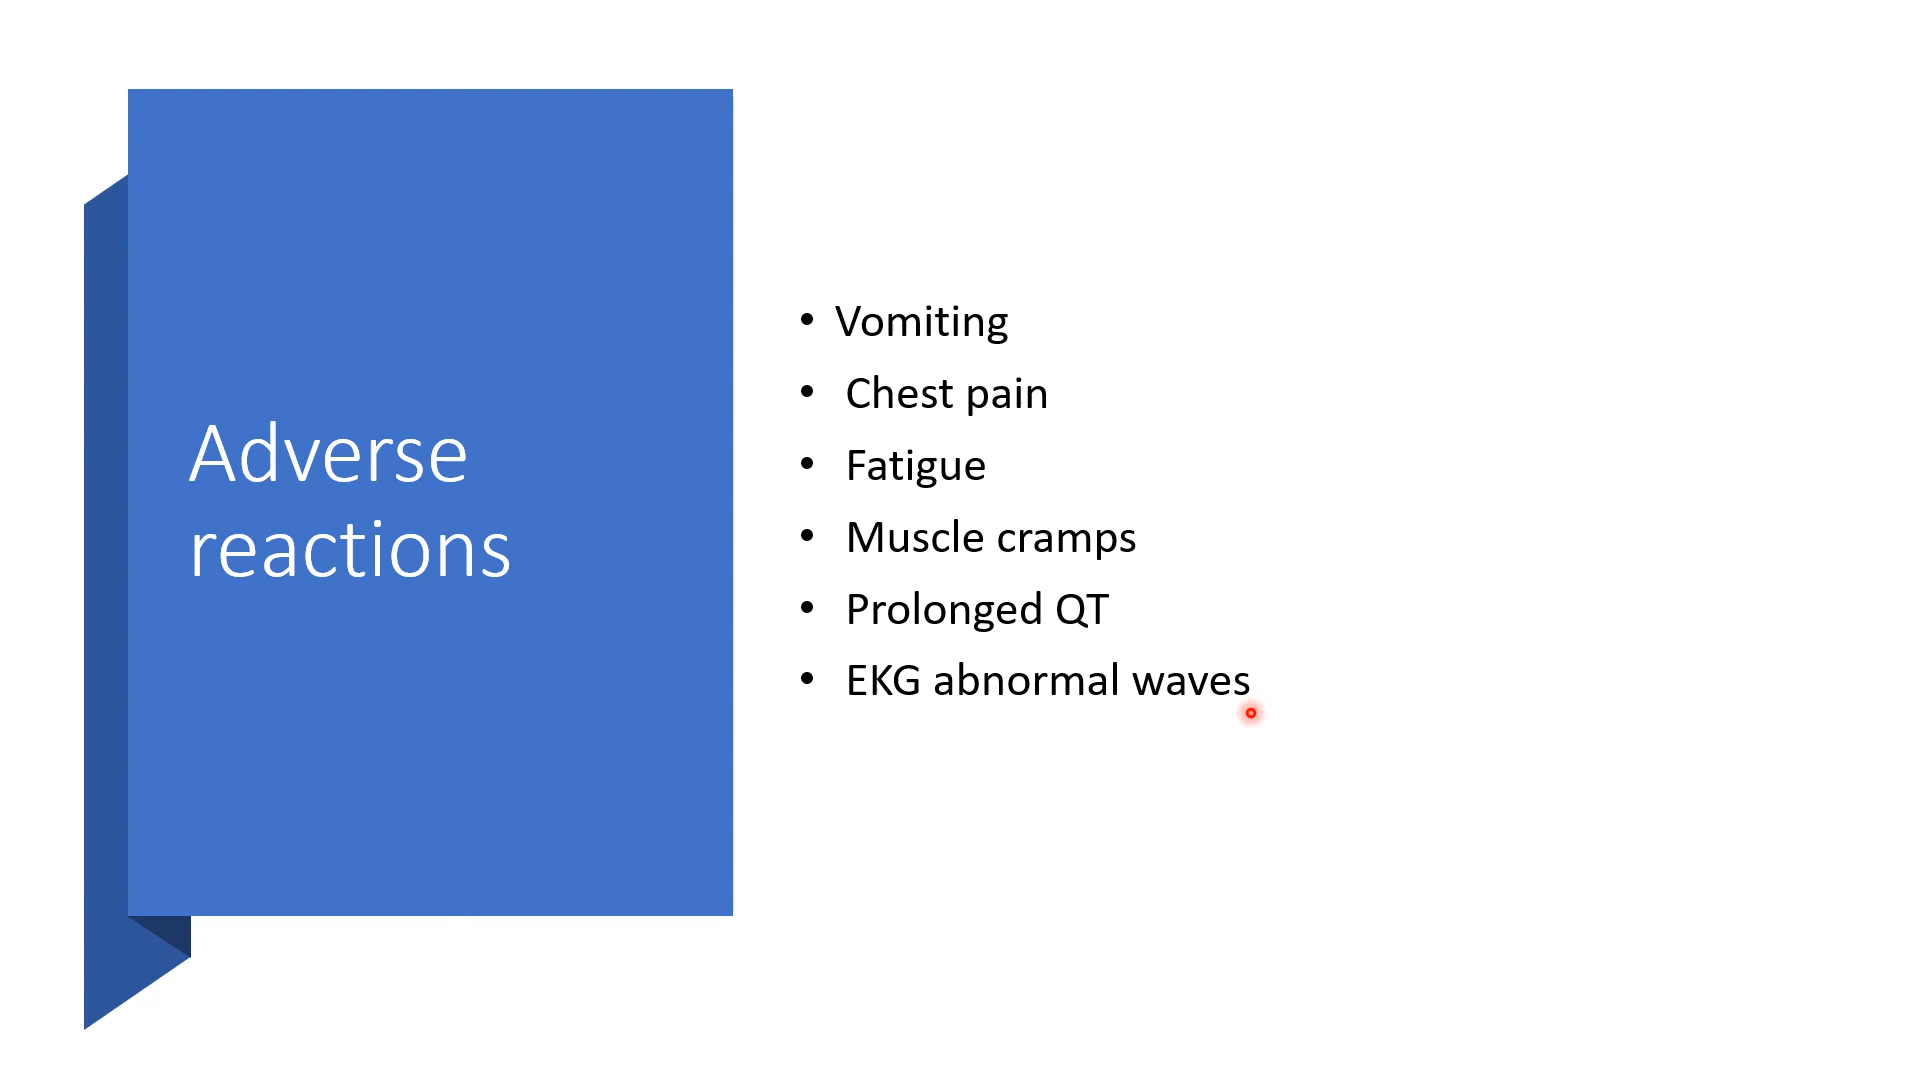 Adverse
reactions
• Vomiting
• Chest pain
• Fatigue
• Muscle cramps
• Prolonged QT
• EKG abnormal waves